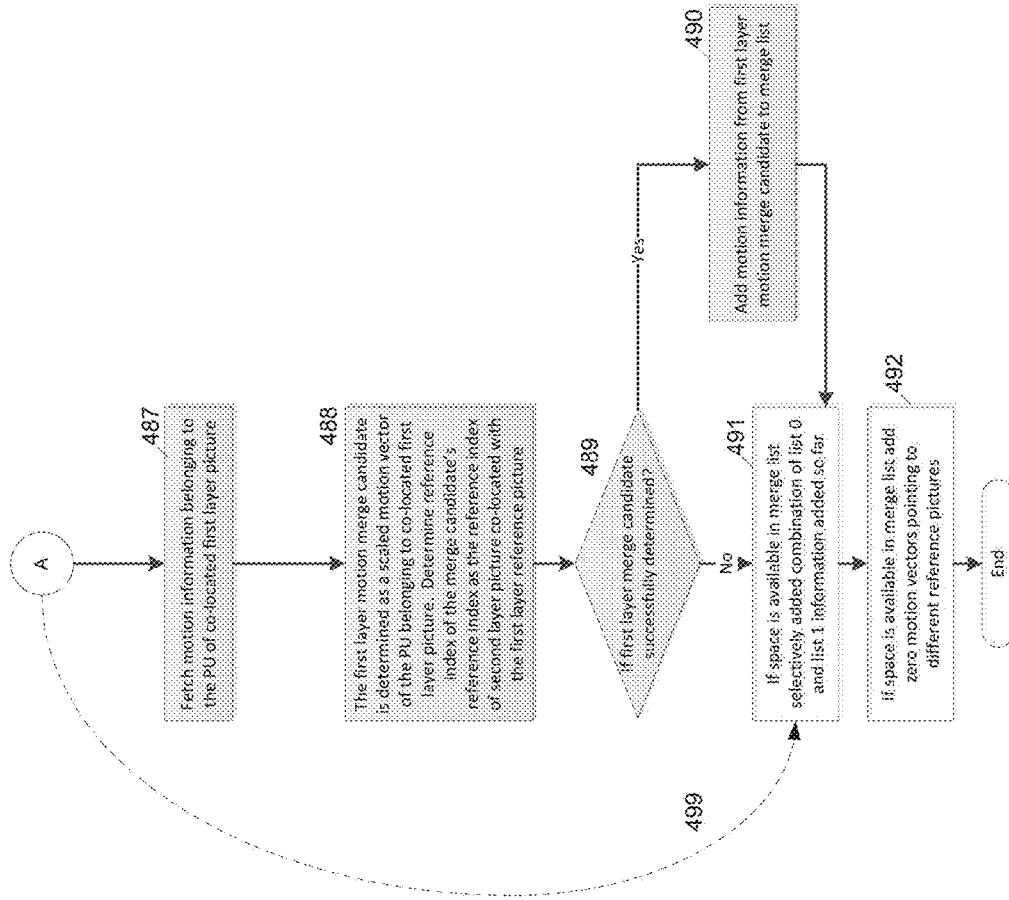 A
487
Fetch motion information belonging to
the PU of co-located first layer picture
488
The first layer motion merge candidate
is determined as a scaled motion vector
of the PU belonging to co-located first
layer picture. Determine reference
index of the merge candidate's
reference index as the reference index
of second layer picture co-located with
the first layer reference picture
489
If first layer merge candidate
successfully determined?
Yes
490
Add motion information from first layer
motion merge candidate to merge list
No
491
If space is available in merge list
selectively added combination of list 0
and list 1 information added so far.
499
492
If space is available in merge list add
zero motion vectors pointing to
different reference pictures
End